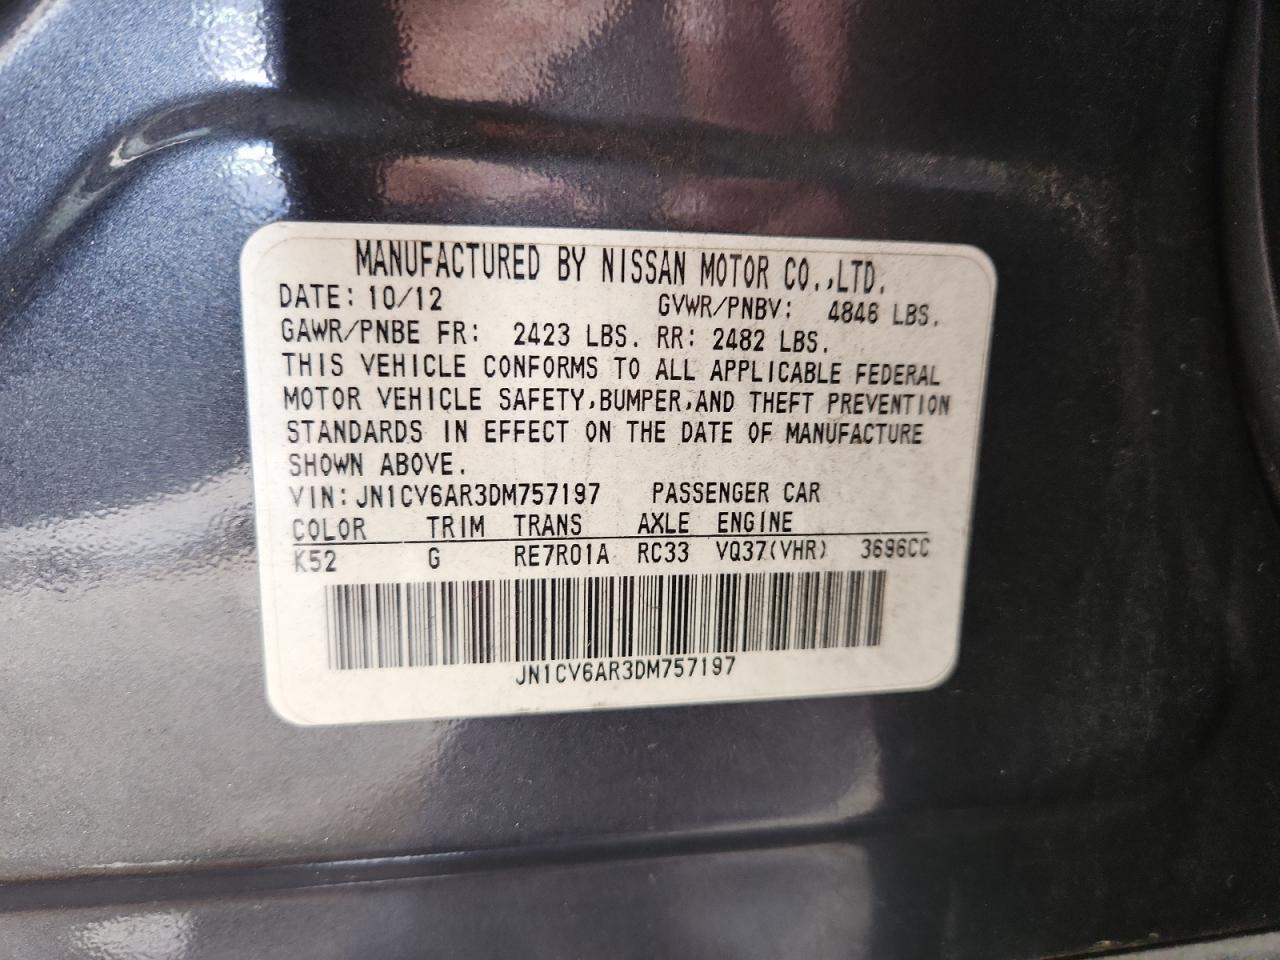 MANUFACTURED BY NISSAN MOTOR CO.,LTD.
DATE: 10/12 GVWR/PNBV: 4846 LBS.
GAWR/PNBE FR: 2423 LBS. RR: 2482 LBS.
THIS VEHICLE CONFORMS TO ALL APPLICABLE FEDERAL
MOTOR VEHICLE SAFETY,BUMPER,AND THEFT PREVENTION
STANDARDS IN EFFECT ON THE DATE OF MANUFACTURE
SHOWN ABOVE.
VIN: JN1CV6AR3DM757197 PASSENGER CAR
COLOR TRIM TRANS AXLE ENGINE
K52 G RE7R01A RC33 VQ37(VHR) 3696CC
JN1CV6AR3DM757197